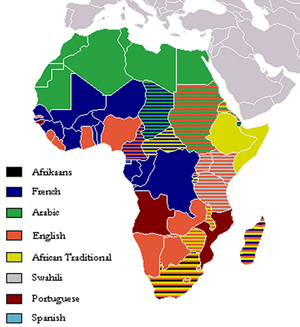 Afrikaans
French
Arabic
English
African Traditional
Swahili
Portuguese
Spanish